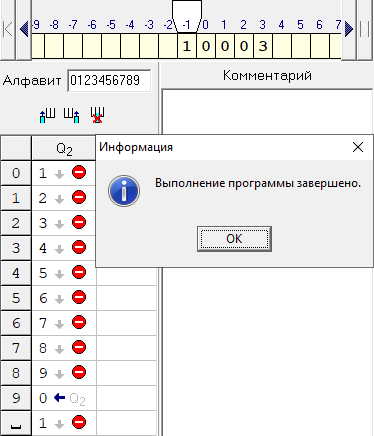 -9 -8 -7 -6 -5 -4 -3 -2 -1 0 1 2 3 4 5 6 7
1 0 0 0 3
Алфавит 0123456789
Комментарий
Ш Ш Ш
Q2
Информация
Выполнение программы завершено.
OK
0 1
1 2
2 3
3 4
4 5
5 6
6 7
7 8
8 9
9 0 Q2
␣ 1